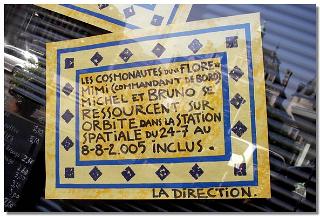 LES COSMONAUTES DU "FLORE":
MIMI (COMMANDANT DE BORD)
MICHEL ET BRUNO SE
RESSOURCENT SUR
ORBITE DANS LA STATION
SPATIALE DU 24-7 AU
8-8-2.005 INCLUS.
LA DIRECTION.